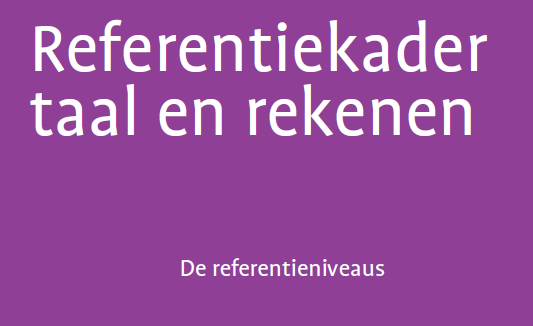 Referentiekader
taal en rekenen
De referentieniveaus